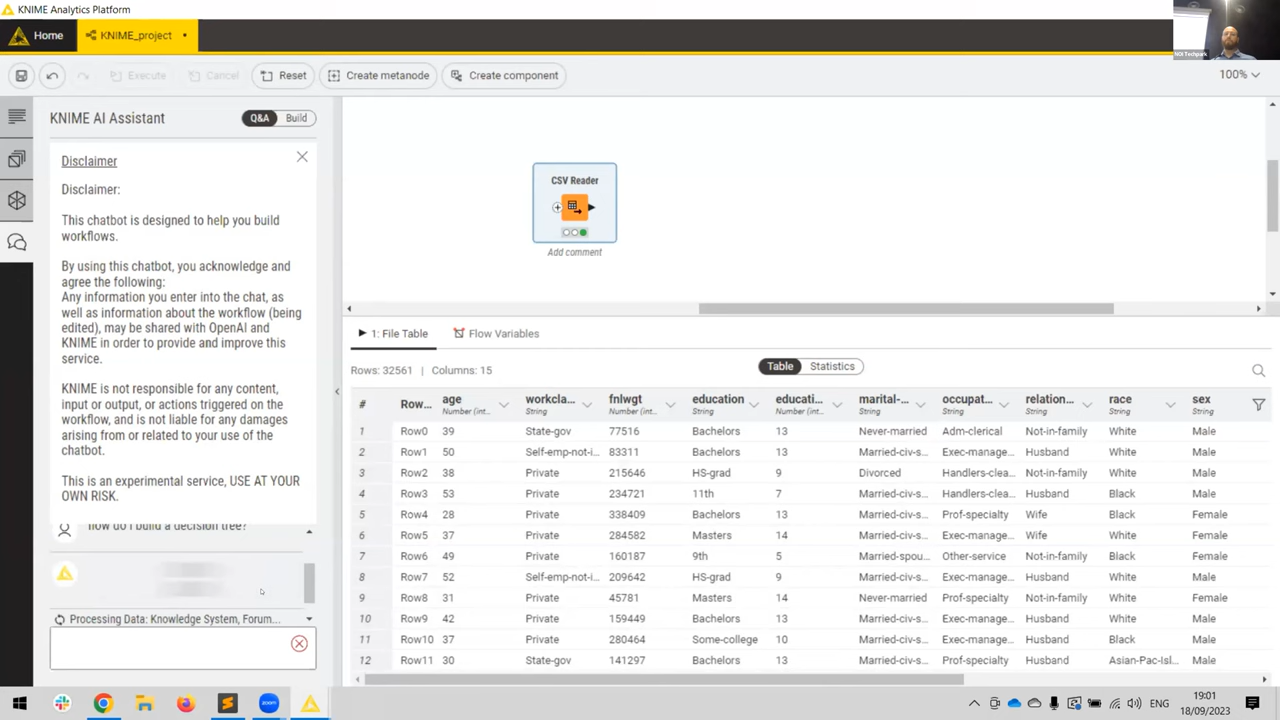 KNIME Analytics Platform
Home
KNIME_project
Execute
Cancel
Reset
Create metanode
Create component
100%
NOI Techpark
KNIME AI Assistant
Q&A
Build
Disclaimer
Disclaimer:
This chatbot is designed to help you build
workflows.
By using this chatbot, you acknowledge and
agree the following:
Any information you enter into the chat, as
well as information about the workflow (being
edited), may be shared with OpenAI and
KNIME in order to provide and improve this
service.
KNIME is not responsible for any content,
input or output, or actions triggered on the
workflow, and is not liable for any damages
arising from or related to your use of the
chatbot.
This is an experimental service, USE AT YOUR
OWN RISK.
how do i build a decision tree?
Processing Data: Knowledge System, Forum...
CSV Reader
Add comment
1: File Table
Flow Variables
Rows: 32561 | Columns: 15
Table
Statistics
# Row... age workcla... fnlwgt education educati... marital-... occupat... relation... race sex
Number (int... String Number (int... String Number (int... String String String String String
1 Row0 39 State-gov 77516 Bachelors 13 Never-married Adm-clerical Not-in-family White Male
2 Row1 50 Self-emp-not-i... 83311 Bachelors 13 Married-civ-s... Exec-manage... Husband White Male
3 Row2 38 Private 215646 HS-grad 9 Divorced Handlers-clea... Not-in-family White Male
4 Row3 53 Private 234721 11th 7 Married-civ-s... Handlers-clea... Husband Black Male
5 Row4 28 Private 338409 Bachelors 13 Married-civ-s... Prof-specialty Wife Black Female
6 Row5 37 Private 284582 Masters 14 Married-civ-s... Exec-manage... Wife White Female
7 Row6 49 Private 160187 9th 5 Married-spou... Other-service Not-in-family Black Female
8 Row7 52 Self-emp-not-i... 209642 HS-grad 9 Married-civ-s... Exec-manage... Husband White Male
9 Row8 31 Private 45781 Masters 14 Never-married Prof-specialty Not-in-family White Female
10 Row9 42 Private 159449 Bachelors 13 Married-civ-s... Exec-manage... Husband White Male
11 Row10 37 Private 280464 Some-college 10 Married-civ-s... Exec-manage... Husband Black Male
12 Row11 30 State-gov 141297 Bachelors 13 Married-civ-s... Prof-specialty Husband Asian-Pac-Isl... Male
ENG
19:01
18/09/2023